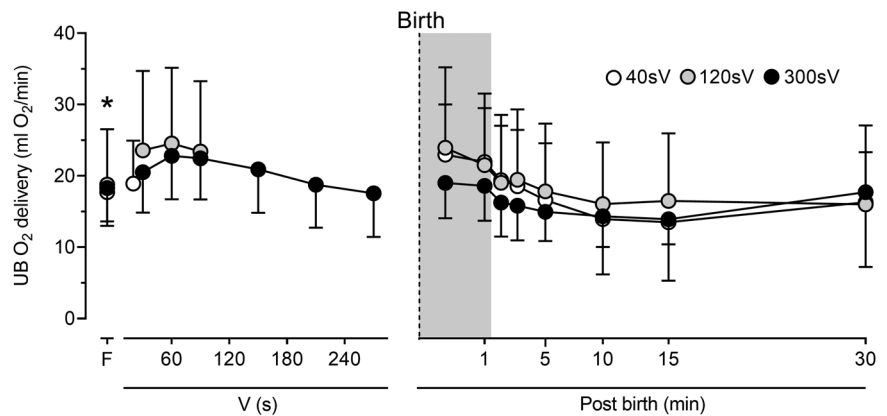 Birth
UB O2 delivery (ml O2/min)
40
30
20
10
0
*
40sV 120sV 300sV
F 60 120 180 240
V (s)
1 5 10 15 30
Post birth (min)